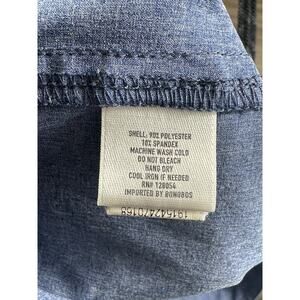 SHELL: 90% POLYESTER
10% SPANDEX
MACHINE WASH COLD
DO NOT BLEACH
HANG DRY
COOL IRON IF NEEDED
RN# 128054
IMPORTED BY BONOBOS